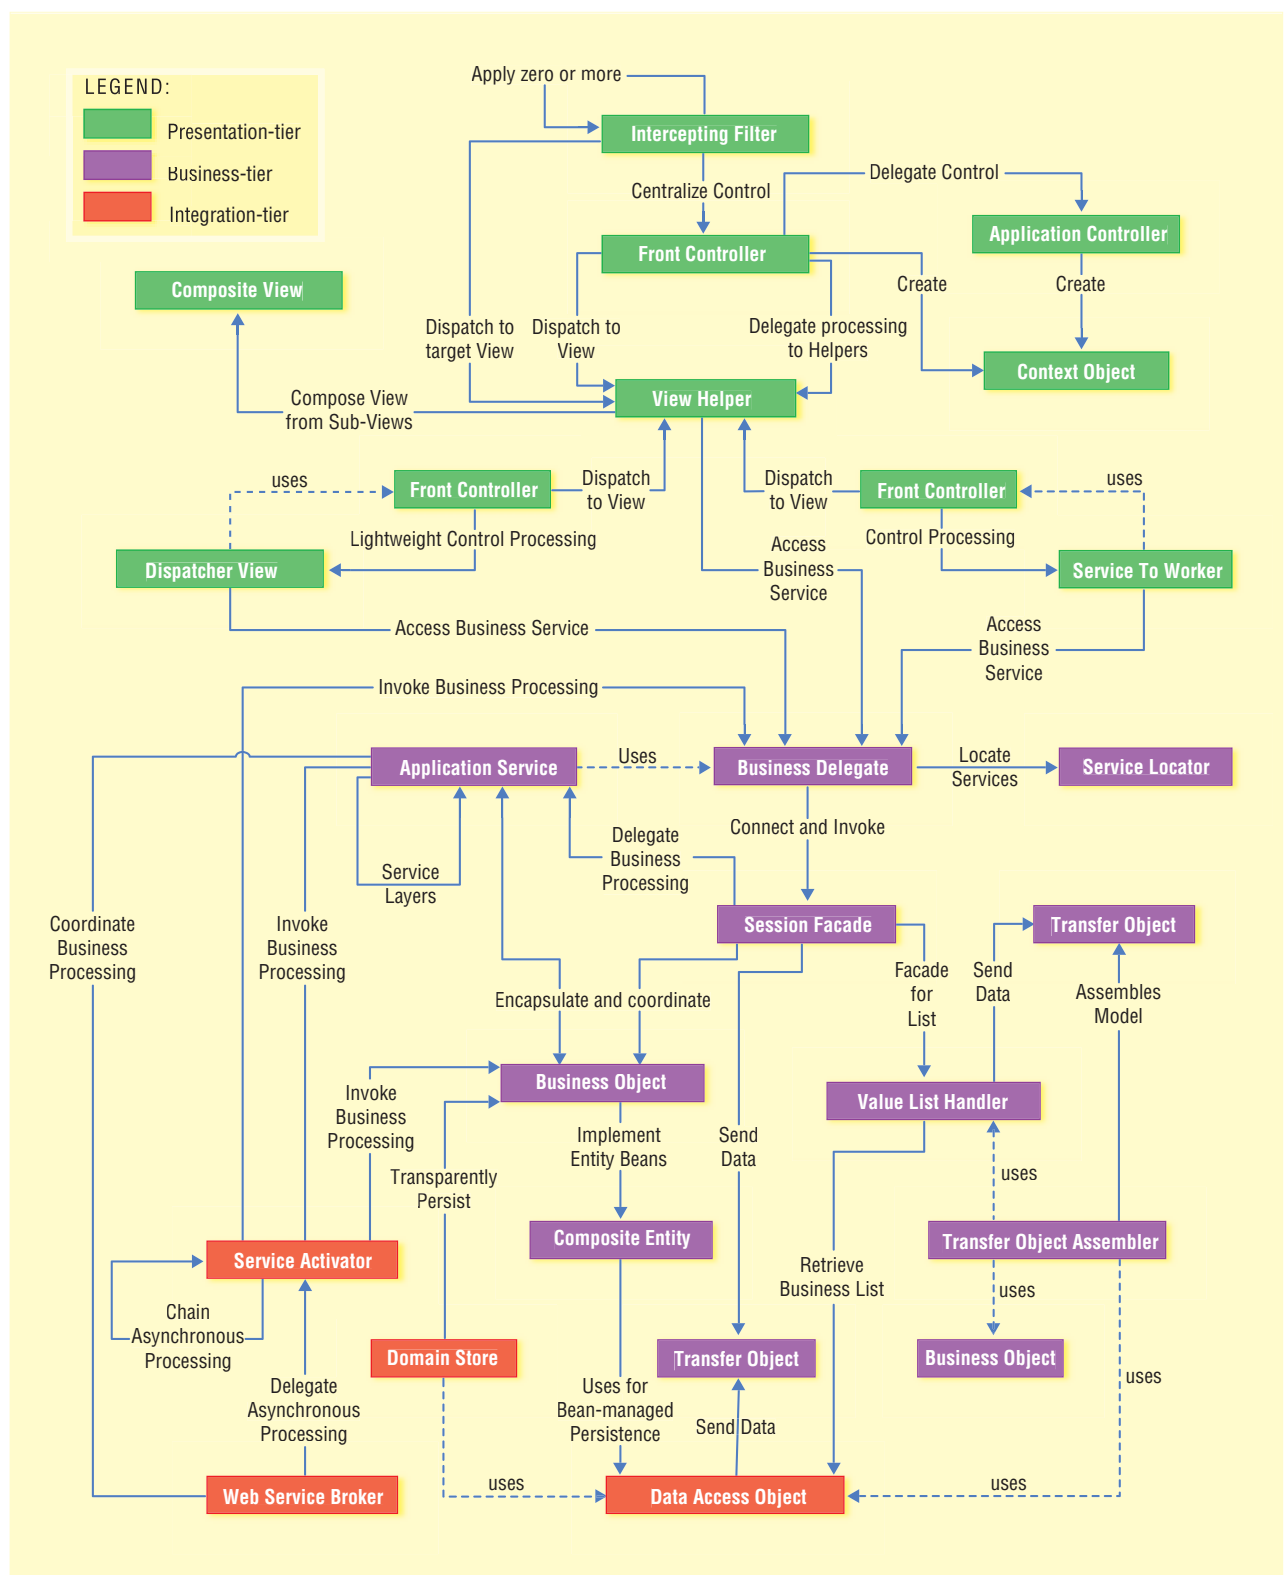 LEGEND:
Presentation-tier
Business-tier
Integration-tier
Apply zero or more
Intercepting Filter
Centralize Control
Delegate Control
Application Controller
Front Controller
Create
Create
Composite View
Dispatch to
target View
Dispatch to
View
Delegate processing
to Helpers
Context Object
View Helper
Compose View
from Sub-Views
uses
Front Controller
Dispatch
to View
Dispatch
to View
Front Controller
uses
Lightweight Control Processing
Control Processing
Access
Business
Service
Dispatcher View
Service To Worker
Access Business Service
Access
Business
Service
Invoke Business Processing
Application Service
Uses
Business Delegate
Locate
Services
Service Locator
Connect and Invoke
Delegate
Business
Processing
Service
Layers
Coordinate
Business
Processing
Invoke
Business
Processing
Session Facade
Transfer Object
Facade
for
List
Send
Data
Assembles
Model
Encapsulate and coordinate
Business Object
Value List Handler
Invoke
Business
Processing
Implement
Entity Beans
Send
Data
Transparently
Persist
uses
Composite Entity
Transfer Object Assembler
Service Activator
Retrieve
Business List
uses
Chain
Asynchronous
Processing
Domain Store
Transfer Object
Business Object
uses
Delegate
Asynchronous
Processing
Uses for
Bean-managed
Persistence
Send Data
uses
uses
Web Service Broker
Data Access Object